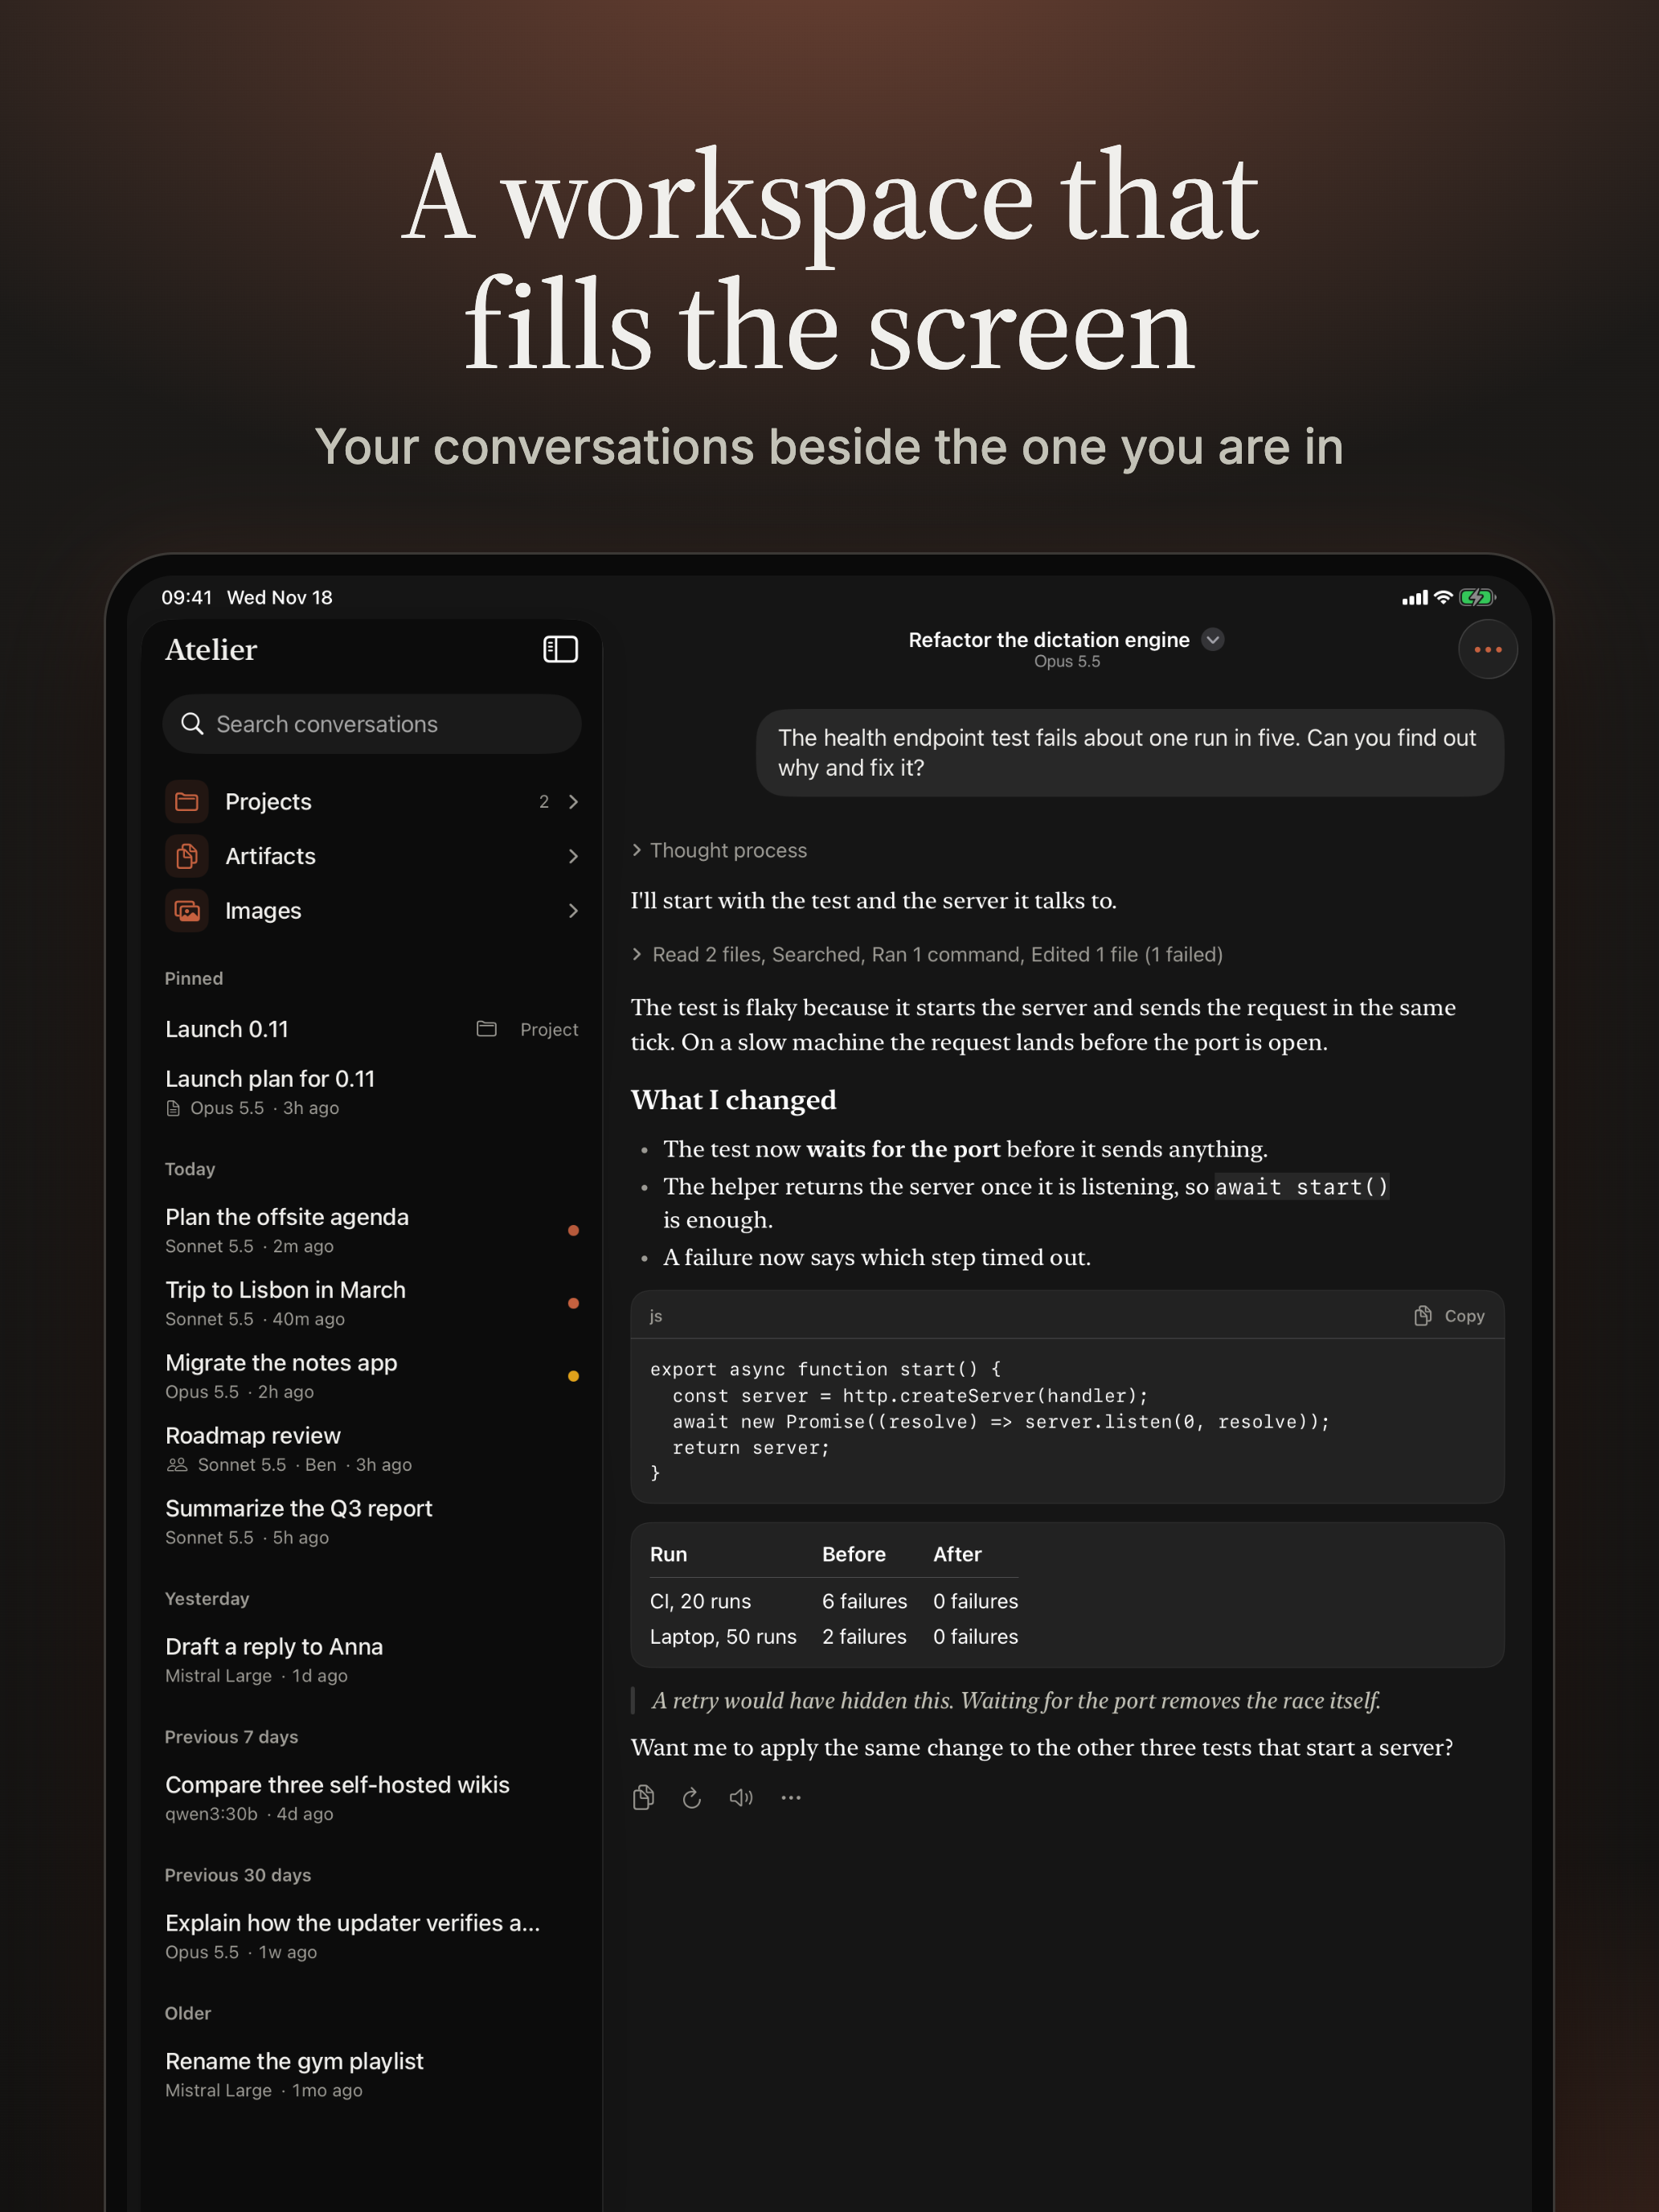 A workspace that
fills the screen
Your conversations beside the one you are in
09:41 Wed Nov 18
Atelier
Search conversations
Projects 2
Artifacts
Images
Pinned
Launch 0.11 Project
Launch plan for 0.11
Opus 5.5 · 3h ago
Today
Plan the offsite agenda
Sonnet 5.5 · 2m ago
Trip to Lisbon in March
Sonnet 5.5 · 40m ago
Migrate the notes app
Opus 5.5 · 2h ago
Roadmap review
Sonnet 5.5 · Ben · 3h ago
Summarize the Q3 report
Sonnet 5.5 · 5h ago
Yesterday
Draft a reply to Anna
Mistral Large · 1d ago
Previous 7 days
Compare three self-hosted wikis
qwen3:30b · 4d ago
Previous 30 days
Explain how the updater verifies a...
Opus 5.5 · 1w ago
Older
Rename the gym playlist
Mistral Large · 1mo ago
Refactor the dictation engine
Opus 5.5
The health endpoint test fails about one run in five. Can you find out
why and fix it?
Thought process
I'll start with the test and the server it talks to.
Read 2 files, Searched, Ran 1 command, Edited 1 file (1 failed)
The test is flaky because it starts the server and sends the request in the same
tick. On a slow machine the request lands before the port is open.
What I changed
• The test now waits for the port before it sends anything.
• The helper returns the server once it is listening, so await start()
is enough.
• A failure now says which step timed out.
js Copy
export async function start() {
  const server = http.createServer(handler);
  await new Promise((resolve) => server.listen(0, resolve));
  return server;
}
Run Before After
CI, 20 runs 6 failures 0 failures
Laptop, 50 runs 2 failures 0 failures
A retry would have hidden this. Waiting for the port removes the race itself.
Want me to apply the same change to the other three tests that start a server?